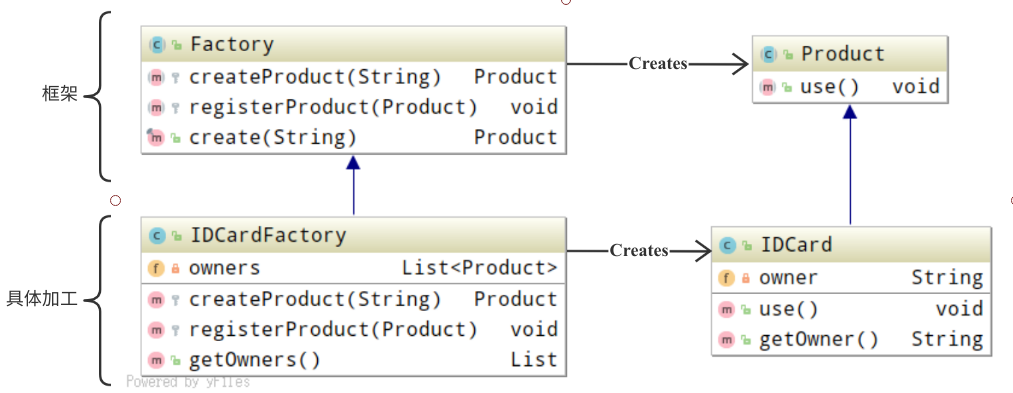 框架
Factory
createProduct(String) Product
registerProduct(Product) void
create(String) Product
Creates
Product
use() void
具体加工
IDCardFactory
owners List<Product>
createProduct(String) Product
registerProduct(Product) void
getOwners() List
Creates
IDCard
owner String
use() void
getOwner() String
Powered by yFiles